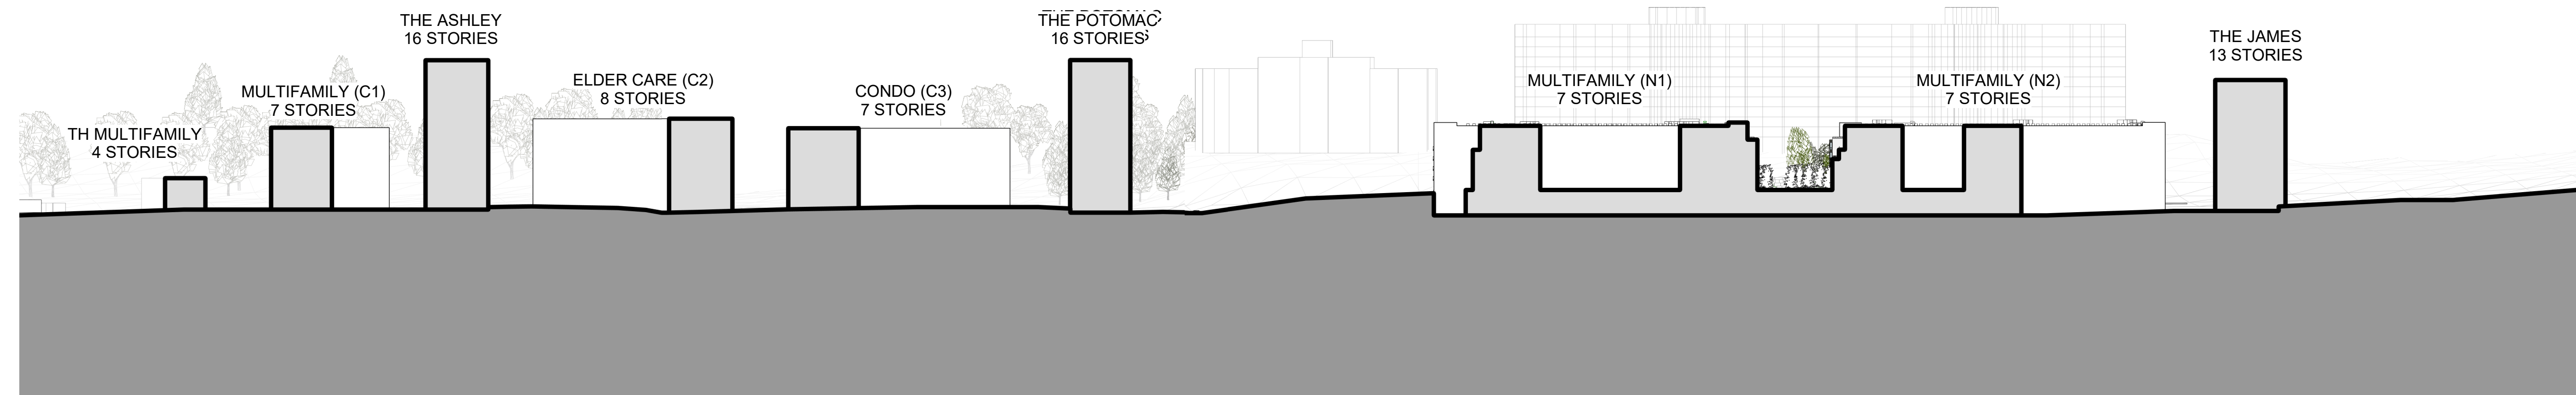 THE ASHLEY
16 STORIES
THE POTOMAC
16 STORIES
THE JAMES
13 STORIES
MULTIFAMILY (C1)
7 STORIES
ELDER CARE (C2)
8 STORIES
CONDO (C3)
7 STORIES
MULTIFAMILY (N1)
7 STORIES
MULTIFAMILY (N2)
7 STORIES
TH MULTIFAMILY
4 STORIES